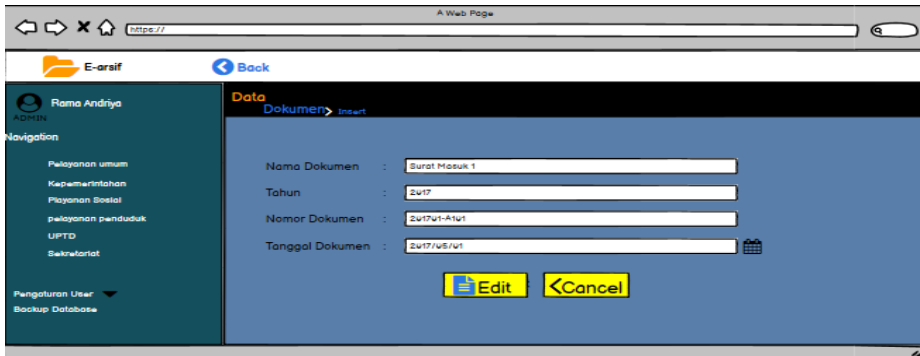 A Web Page
https://
E-arsif
Back
Rama Andriya
ADMIN
Navigation
Pelayanan umum
Kepemerintahan
Playanan Sosial
pelayanan penduduk
UPTD
Sekretariat
Pengaturan User
Backup Database
Data
Dokumen> Insert
Nama Dokumen : Surat Masuk 1
Tahun : 2017
Nomor Dokumen : 201701-A101
Tanggal Dokumen : 2017/05/01
Edit <Cancel